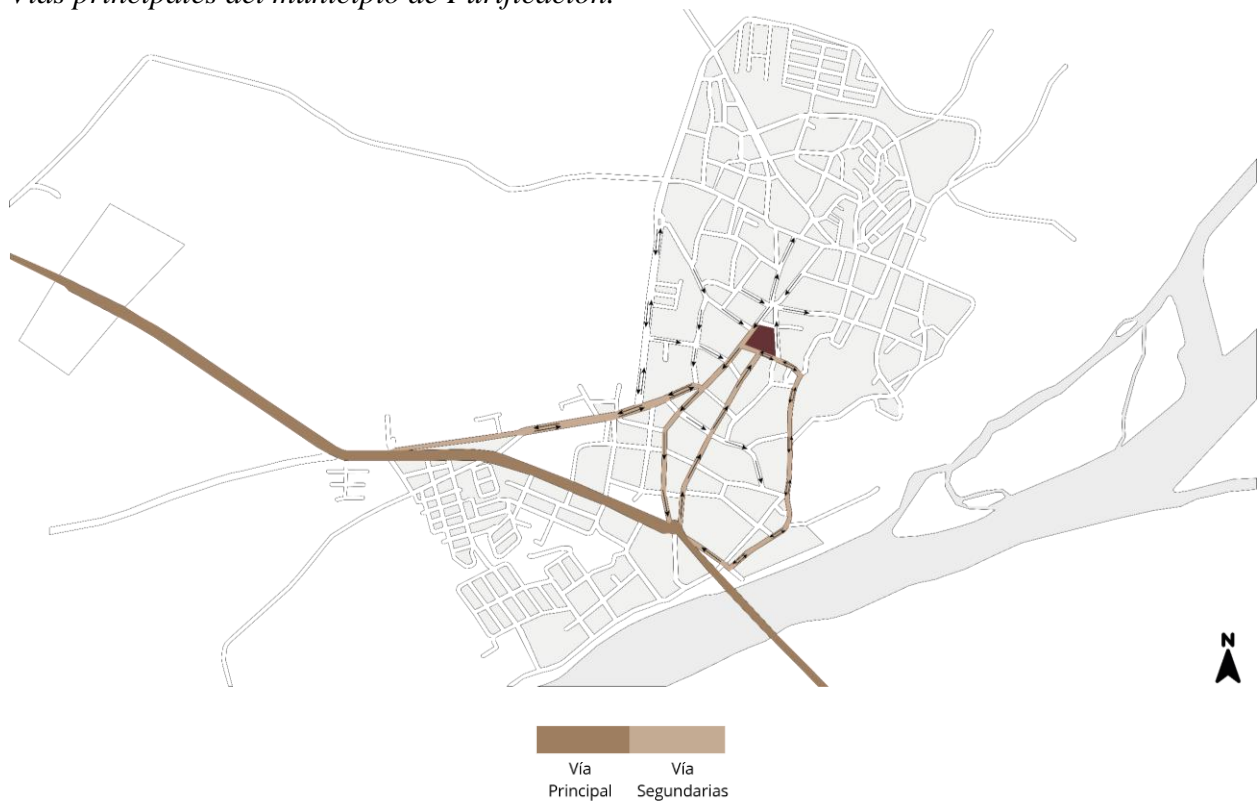 Vías principales del municipio de Purificación.
N
Vía Principal
Vía Segundarias